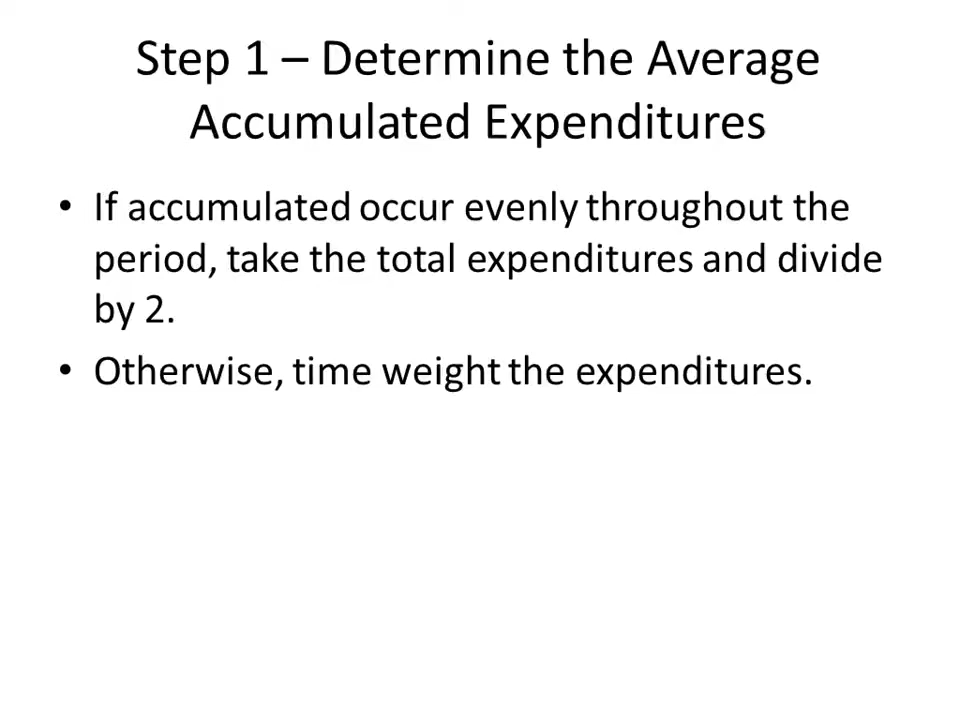 Step 1 – Determine the Average
Accumulated Expenditures
• If accumulated occur evenly throughout the
period, take the total expenditures and divide
by 2.
• Otherwise, time weight the expenditures.